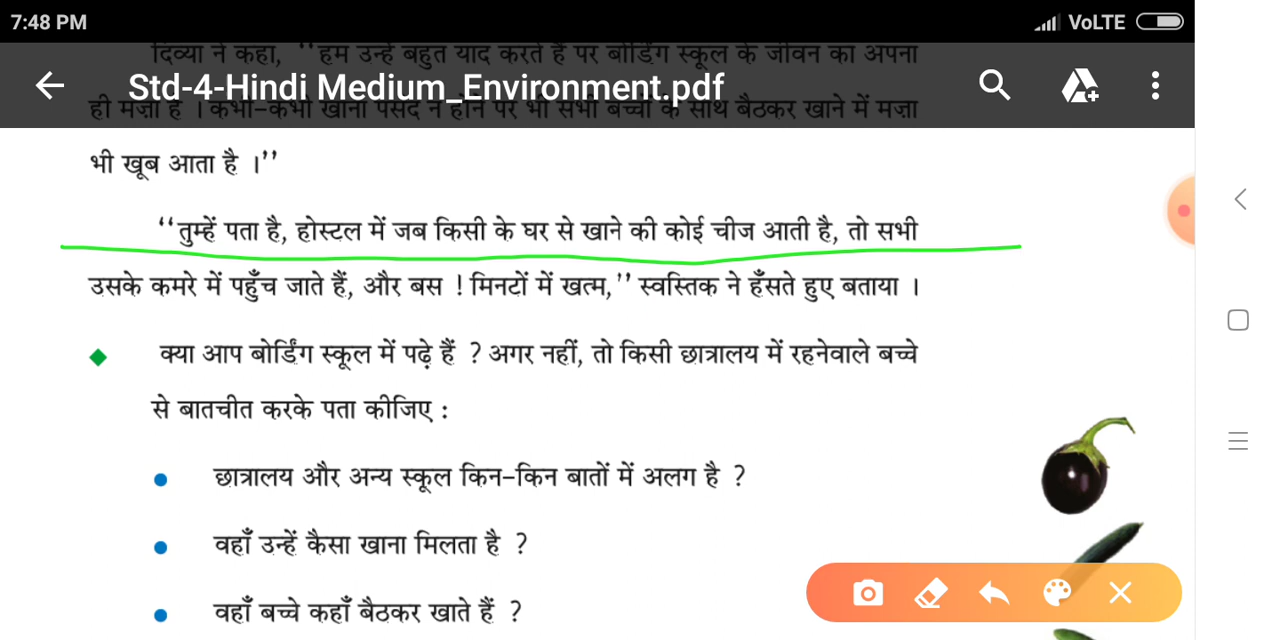 7:48 PM
VoLTE
दिव्या ने कहा, ‘‘हम उन्हें बहुत याद करते हैं पर बोर्डिंग स्कूल के जीवन का अपना
Std-4-Hindi Medium_Environment.pdf
ही मज़ा है । कभी-कभी खाना पसंद न होने पर भी सभी बच्चों के साथ बैठकर खाने में मज़ा
भी खूब आता है ।’’
‘‘तुम्हें पता है, होस्टल में जब किसी के घर से खाने की कोई चीज आती है, तो सभी
उसके कमरे में पहुँच जाते हैं, और बस ! मिनटों में खत्म,’’ स्वस्तिक ने हँसते हुए बताया ।
क्या आप बोर्डिंग स्कूल में पढ़े हैं ? अगर नहीं, तो किसी छात्रालय में रहनेवाले बच्चे
से बातचीत करके पता कीजिए :
छात्रालय और अन्य स्कूल किन-किन बातों में अलग है ?
वहाँ उन्हें कैसा खाना मिलता है ?
वहाँ बच्चे कहाँ बैठकर खाते हैं ?